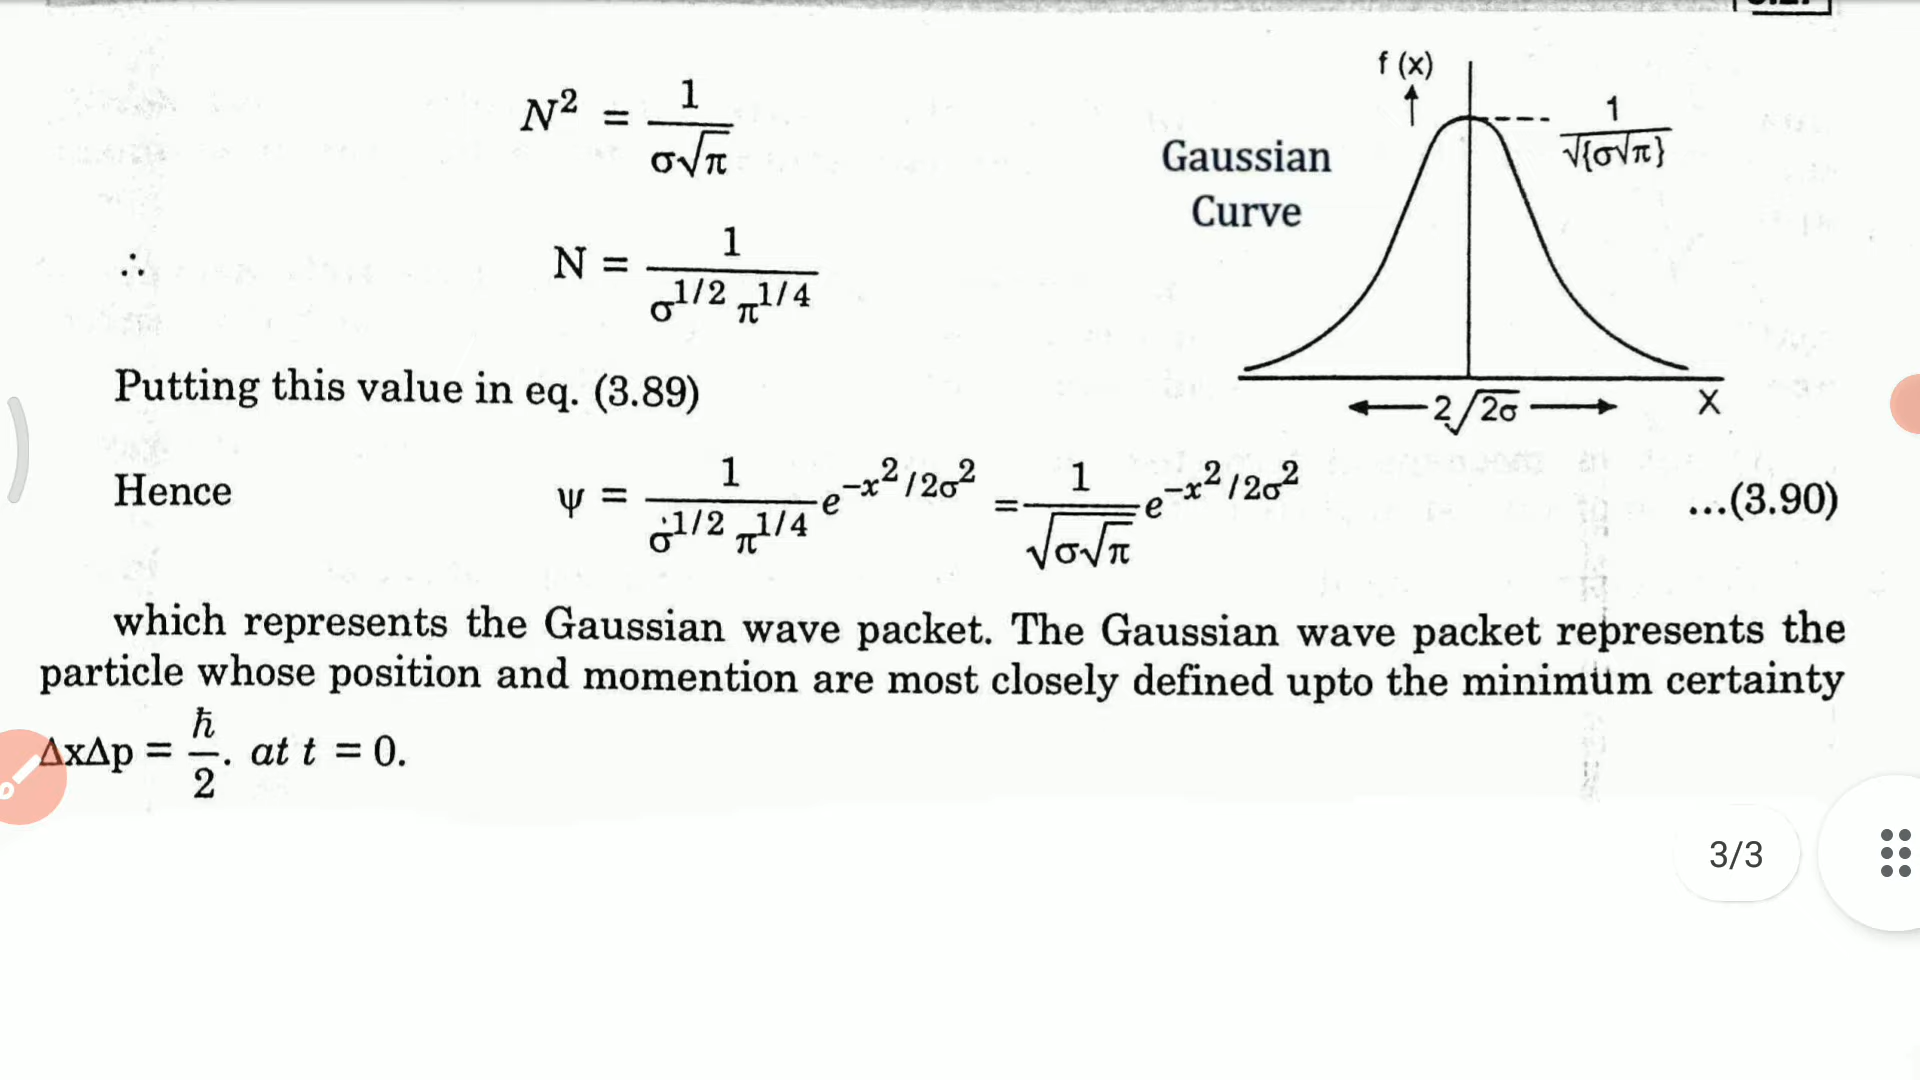 N² = 1/(σ√π)
∴ N = 1/(σ^1/2 π^1/4)
f (x)
↑
1/√{σ√π}
Gaussian
Curve
2√2σ
X
Putting this value in eq. (3.89)
Hence ψ = 1/(σ^1/2 π^1/4) e^–x²/2σ² = 1/√(σ√π) e^–x²/2σ² ...(3.90)
which represents the Gaussian wave packet. The Gaussian wave packet represents the
particle whose position and momention are most closely defined upto the minimum certainty
ΔxΔp = ħ/2. at t = 0.
3/3